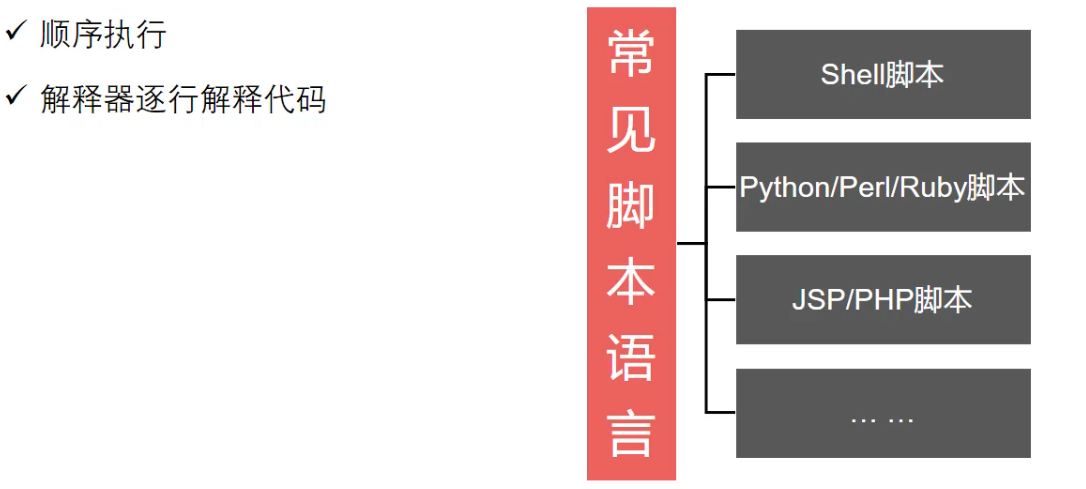 顺序执行
解释器逐行解释代码
常见脚本语言
Shell脚本
Python/Perl/Ruby脚本
JSP/PHP脚本
... ...